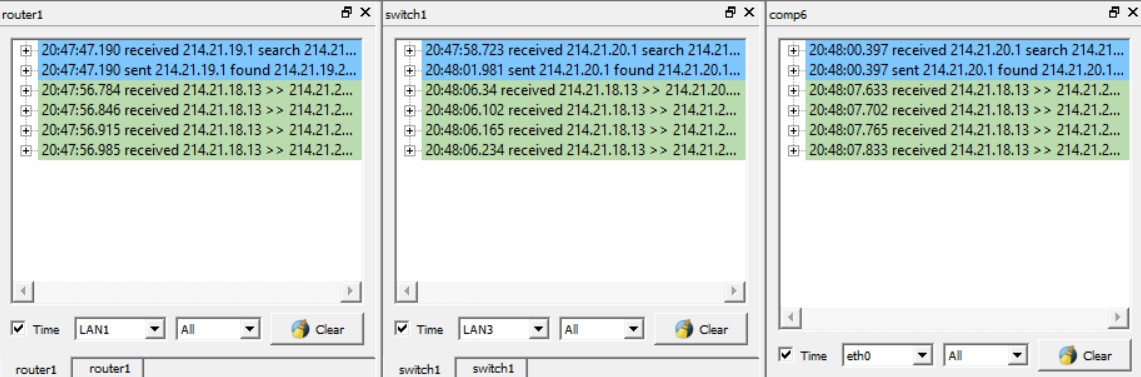 router1
20:47:47.190 received 214.21.19.1 search 214.21...
20:47:47.190 sent 214.21.19.1 found 214.21.19.2...
20:47:56.784 received 214.21.18.13 >> 214.21.2...
20:47:56.846 received 214.21.18.13 >> 214.21.2...
20:47:56.915 received 214.21.18.13 >> 214.21.2...
20:47:56.985 received 214.21.18.13 >> 214.21.2...
Time LAN1 All Clear
router1 router1
switch1
20:47:58.723 received 214.21.20.1 search 214.21...
20:48:01.981 sent 214.21.20.1 found 214.21.20.1...
20:48:06.34 received 214.21.18.13 >> 214.21.20....
20:48:06.102 received 214.21.18.13 >> 214.21.2...
20:48:06.165 received 214.21.18.13 >> 214.21.2...
20:48:06.234 received 214.21.18.13 >> 214.21.2...
Time LAN3 All Clear
switch1 switch1
comp6
20:48:00.397 received 214.21.20.1 search 214.21...
20:48:00.397 sent 214.21.20.1 found 214.21.20.1...
20:48:07.633 received 214.21.18.13 >> 214.21.2...
20:48:07.702 received 214.21.18.13 >> 214.21.2...
20:48:07.765 received 214.21.18.13 >> 214.21.2...
20:48:07.833 received 214.21.18.13 >> 214.21.2...
Time eth0 All Clear